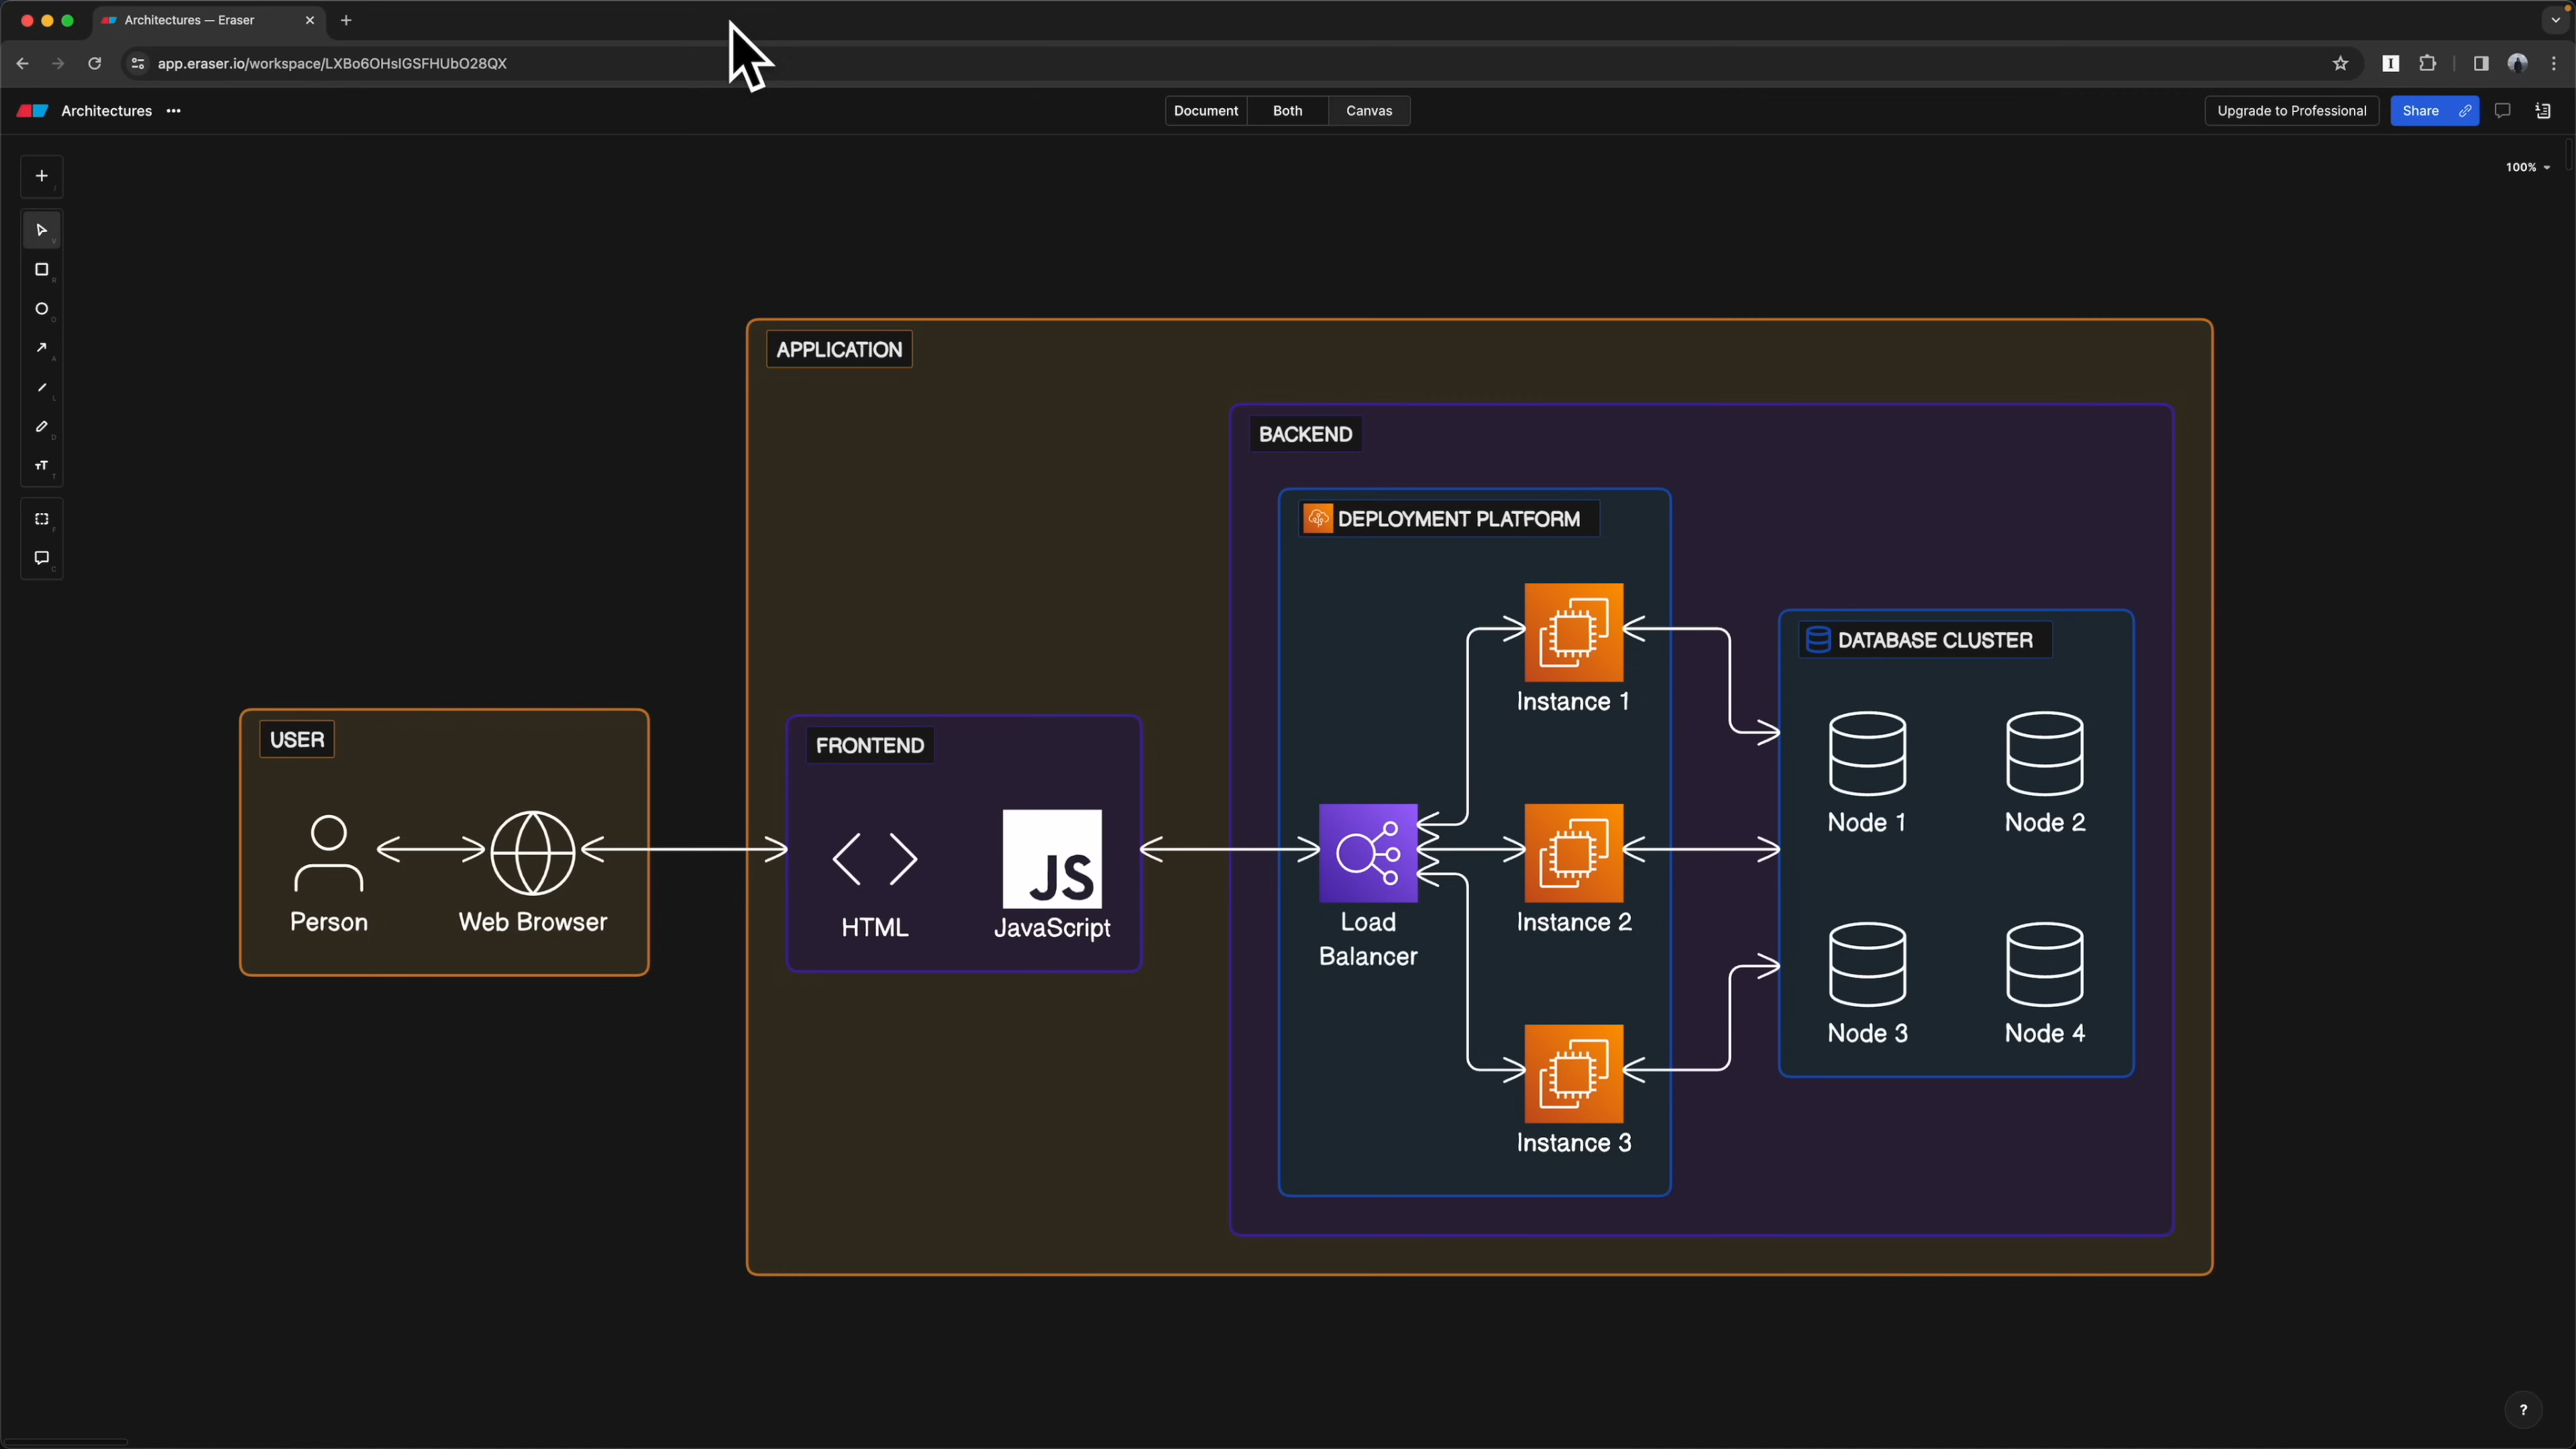 Architectures — Eraser
app.eraser.io/workspace/LXBo6OHsIGSFHUbO28QX
Architectures
Document Both Canvas
Upgrade to Professional
Share
100%
V
R
O
A
L
D
T
F
C
APPLICATION
BACKEND
DEPLOYMENT PLATFORM
DATABASE CLUSTER
Instance 1
USER
FRONTEND
Node 1 Node 2
JS
Person Web Browser
HTML JavaScript
Load
Balancer
Instance 2
Node 3 Node 4
Instance 3
?